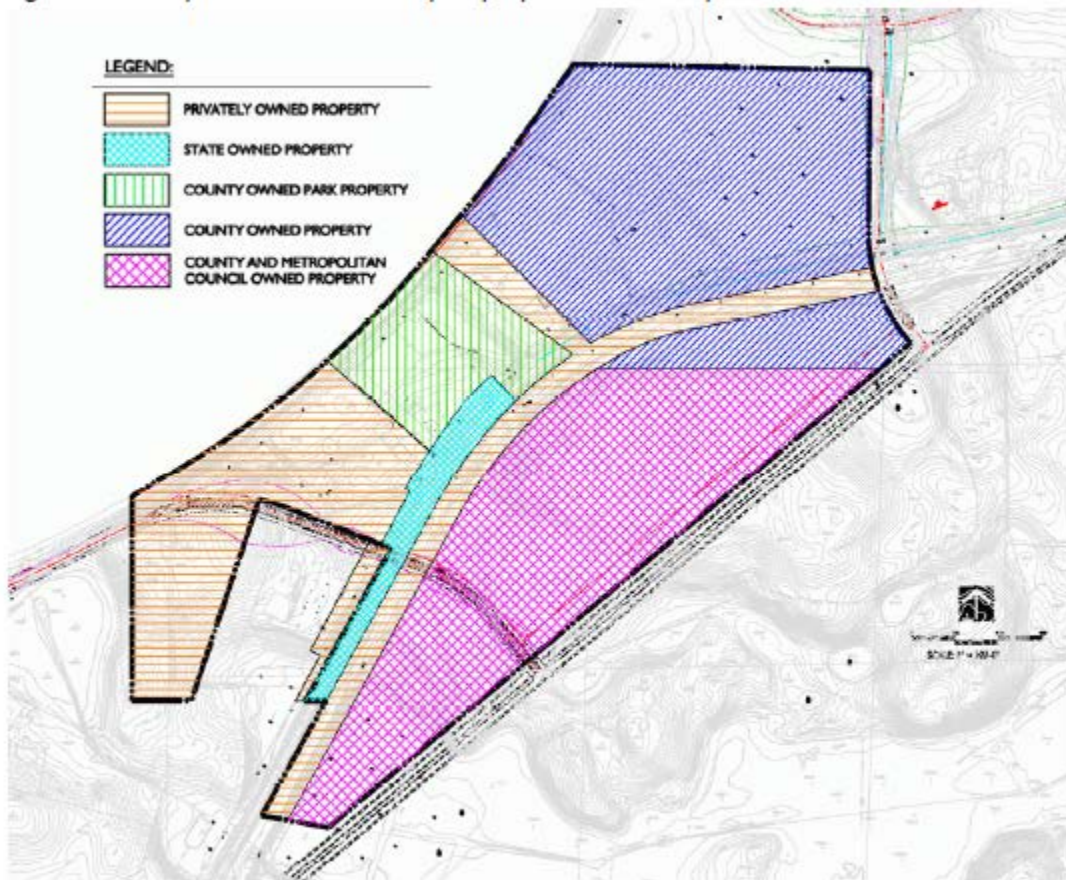 LEGEND:
PRIVATELY OWNED PROPERTY
STATE OWNED PROPERTY
COUNTY OWNED PARK PROPERTY
COUNTY OWNED PROPERTY
COUNTY AND METROPOLITAN
COUNCIL OWNED PROPERTY